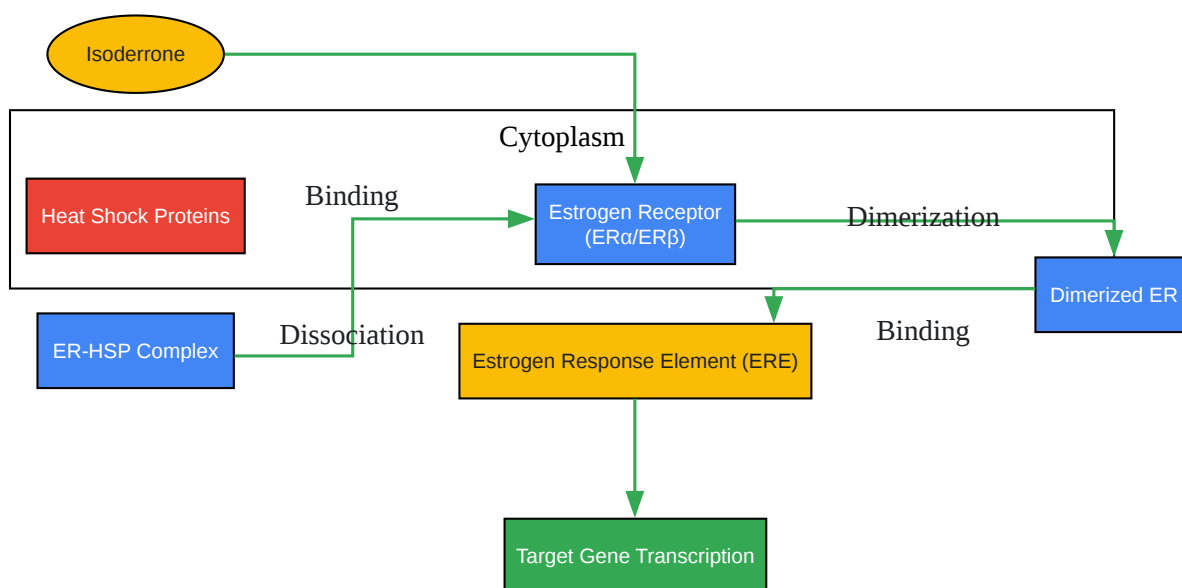 Isoderrone
Cytoplasm
Heat Shock Proteins
Binding
Estrogen Receptor
(ERα/ERβ)
Dimerization
Dimerized ER
ER-HSP Complex
Dissociation
Estrogen Response Element (ERE)
Binding
Target Gene Transcription